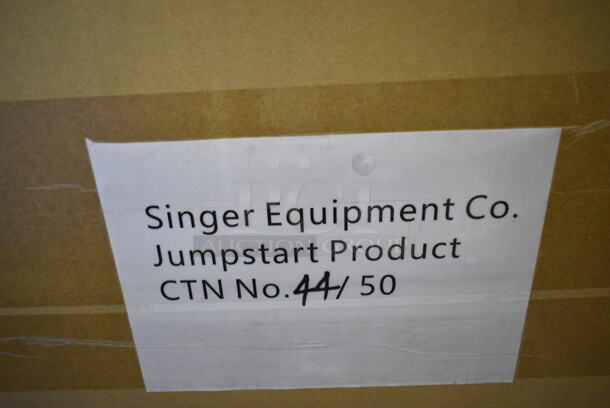 Singer Equipment Co.
Jumpstart Product
CTN No.44/ 50